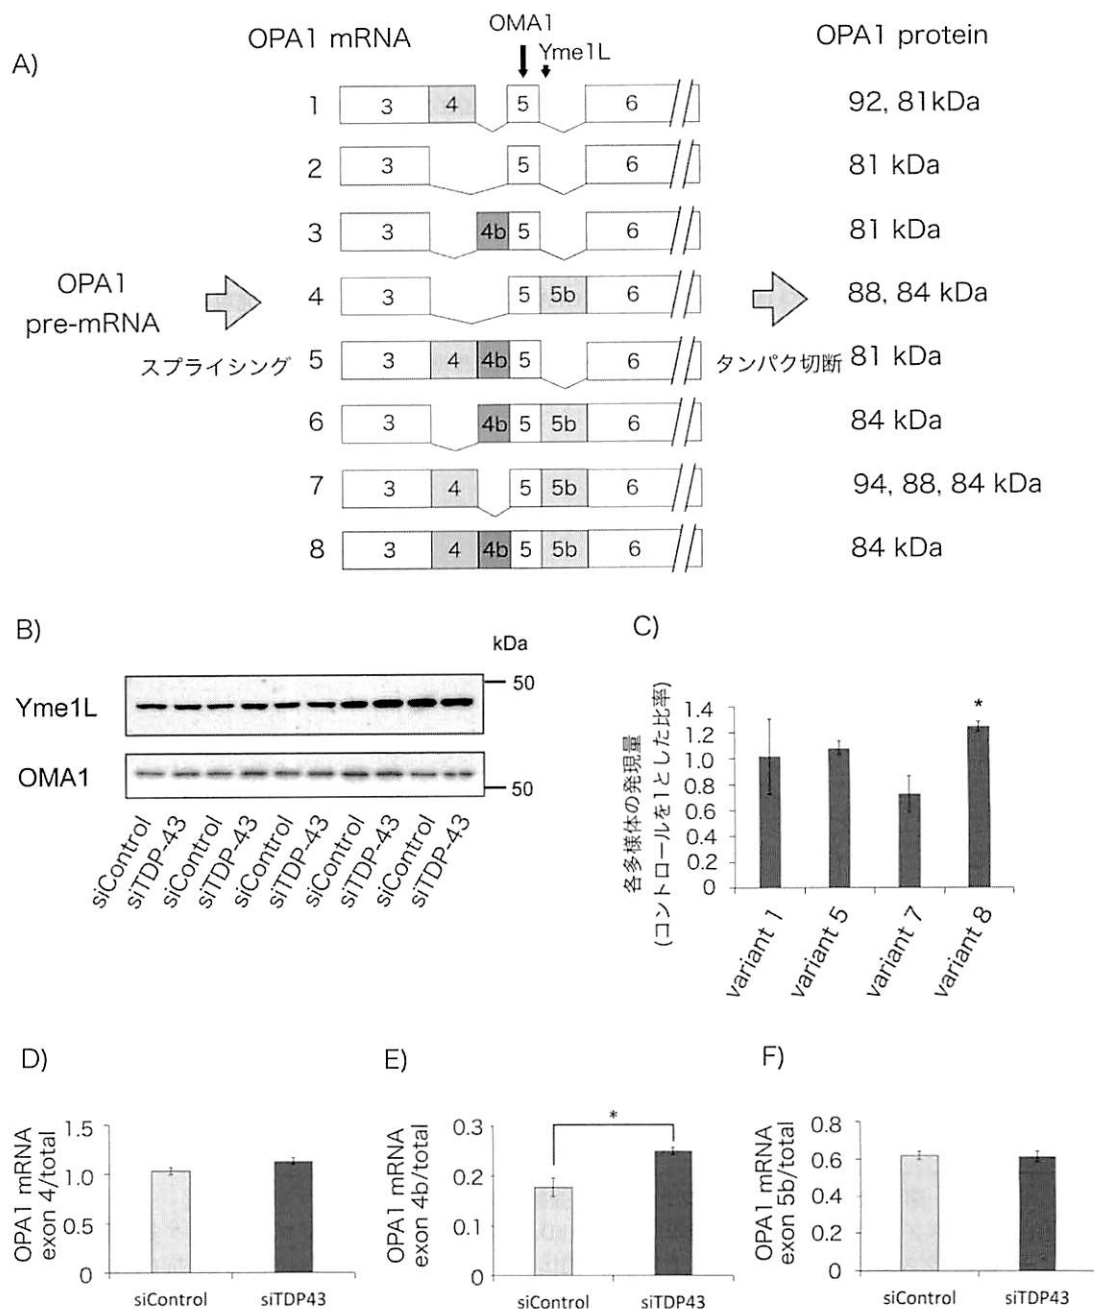 A)
OPA1 mRNA
OMA1
Yme1L
OPA1 protein
1 3 4 5 6 92, 81kDa
2 3 5 6 81 kDa
3 3 4b 5 6 81 kDa
4 3 5 5b 6 88, 84 kDa
OPA1
pre-mRNA
スプライシング
タンパク切断
5 3 4 4b 5 6 81 kDa
6 3 4b 5 5b 6 84 kDa
7 3 4 5 5b 6 94, 88, 84 kDa
8 3 4 4b 5 5b 6 84 kDa
B)
kDa
Yme1L
50
OMA1
50
siControl
siTDP-43
siControl
siTDP-43
siControl
siTDP-43
siControl
siTDP-43
siControl
siTDP-43
C)
各多様体の発現量
(コントロールを1とした比率)
1.4
1.2
1.0
0.8
0.6
0.4
0.2
0
*
variant 1
variant 5
variant 7
variant 8
D)
OPA1 mRNA
exon 4/total
1.5
1.0
0.5
0
siControl
siTDP43
E)
OPA1 mRNA
exon 4b/total
0.3
0.2
0.1
0
*
siControl
siTDP43
F)
OPA1 mRNA
exon 5b/total
0.8
0.6
0.4
0.2
0
siControl
siTDP43